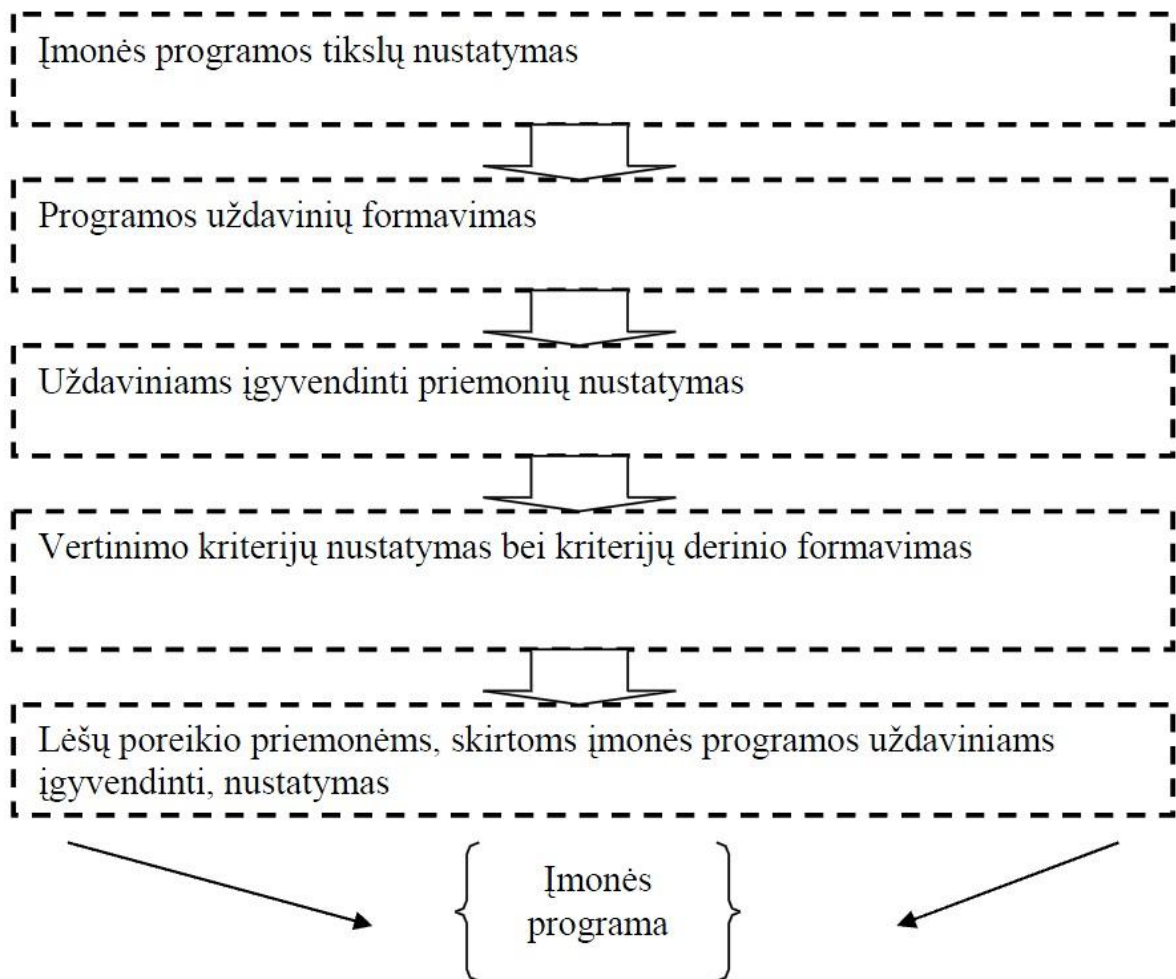 Įmonės programos tikslų nustatymas
Programos uždavinių formavimas
Uždaviniams įgyvendinti priemonių nustatymas
Vertinimo kriterijų nustatymas bei kriterijų derinio formavimas
Lėšų poreikio priemonėms, skirtoms įmonės programos uždaviniams
įgyvendinti, nustatymas
Įmonės
programa